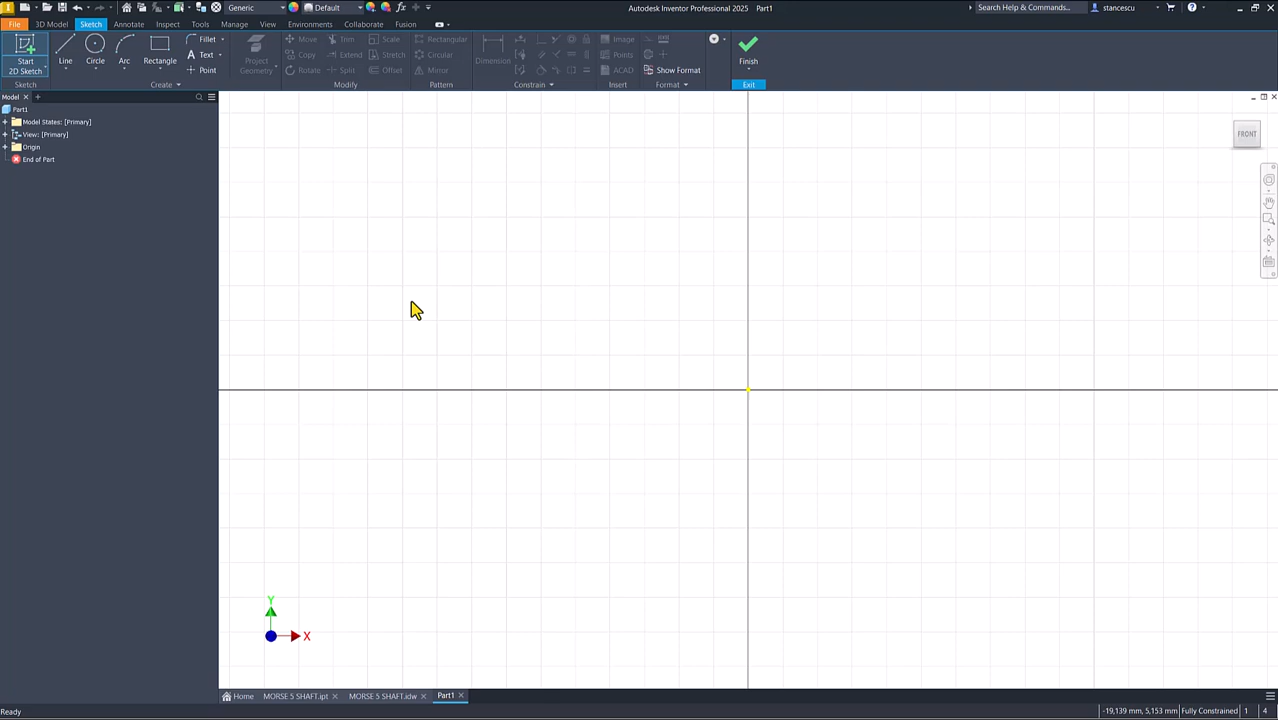 Generic Default Autodesk Inventor Professional 2025 Part1 Search Help & Commands... stancescu
File 3D Model Sketch Annotate Inspect Tools Manage View Environments Collaborate Fusion
Start
2D Sketch
Line Circle Arc Rectangle
Fillet
Text
Point
Project
Geometry
Move Trim Scale
Copy Extend Stretch
Rotate Split Offset
Rectangular
Circular
Mirror
Dimension
Image
Points
ACAD
Show Format
Finish
Sketch Create Modify Pattern Constrain Insert Format Exit
Model
Part1
Model States: [Primary]
View: [Primary]
Origin
End of Part
FRONT
Y
X
Home MORSE 5 SHAFT.ipt MORSE 5 SHAFT.idw Part1
Ready -19,139 mm, 5,153 mm Fully Constrained 1 4